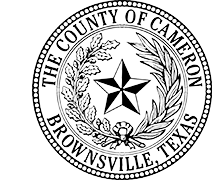 THE COUNTY OF CAMERON
BROWNSVILLE, TEXAS